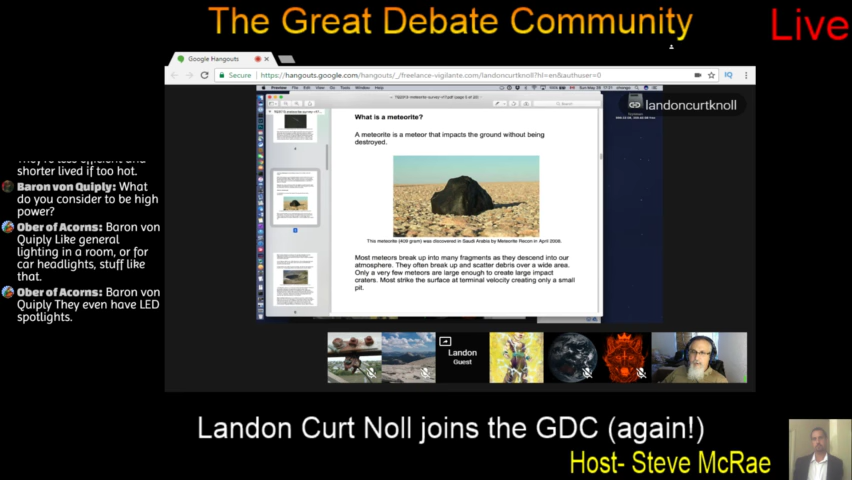 The Great Debate Community
Live
Google Hangouts
Secure
https://hangouts.google.com/hangouts/_/freelance-vigilante.com/landoncurtknoll?hl=en&authuser=0
Preview File Edit View Go Tools Window Help
landoncurtknoll
What is a meteorite?
A meteorite is a meteor that impacts the ground without being
destroyed.
This meteorite (409 gram) was discovered in Saudi Arabia by Meteorite Recon in April 2008.
Most meteors break up into many fragments as they descend into our
atmosphere. They often break up and scatter debris over a wide area.
Only a very few meteors are large enough to create large impact
craters. Most strike the surface at terminal velocity creating only a small
pit.
They're less efficient and
shorter lived if too hot.
Baron von Quiply: What
do you consider to be high
power?
Ober of Acorns: Baron von
Quiply Like general
lighting in a room, or for
car headlights, stuff like
that.
Ober of Acorns: Baron von
Quiply They even have LED
spotlights.
Landon
Guest
Landon Curt Noll joins the GDC (again!)
Host- Steve McRae